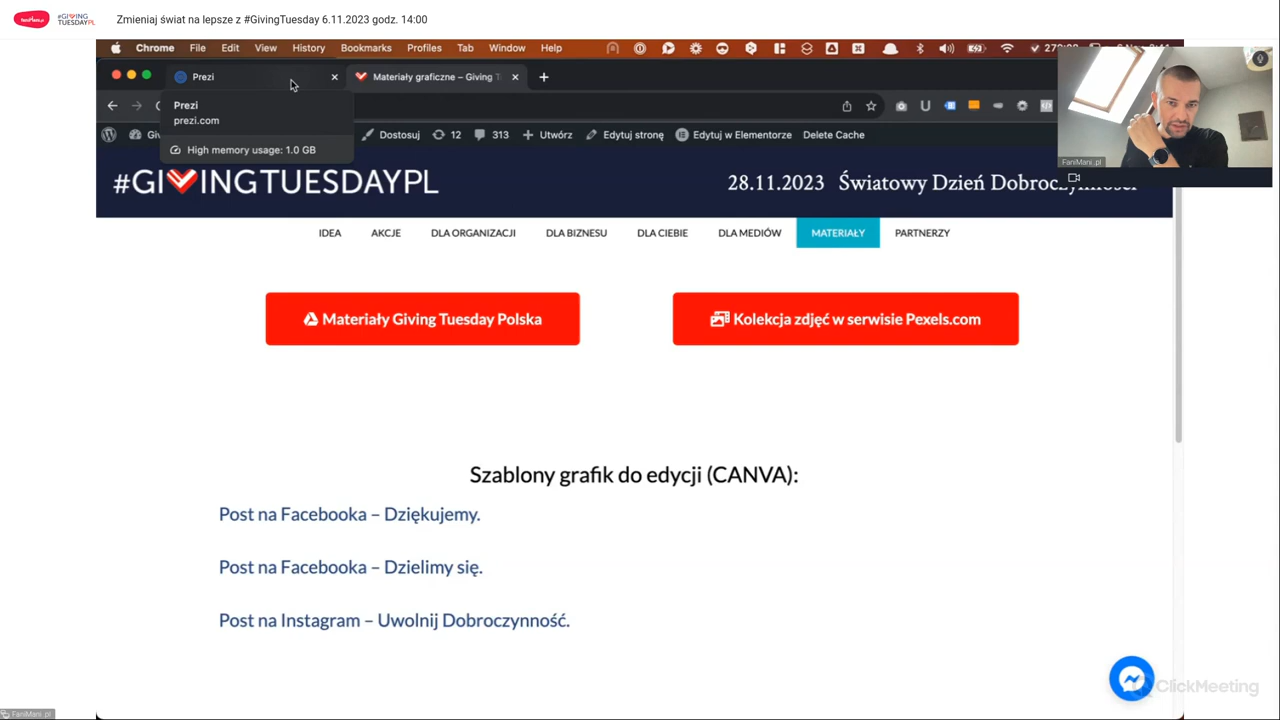 FaniMani.pl
#GIVING
TUESDAYPL
Zmieniaj świat na lepsze z #GivingTuesday 6.11.2023 godz. 14:00
Chrome File Edit View History Bookmarks Profiles Tab Window Help
Prezi
Materiały graficzne – Giving T
Prezi
prezi.com
High memory usage: 1.0 GB
Dostosuj 12 313 Utwórz Edytuj stronę Edytuj w Elementorze Delete Cache
FaniMani .pl
#GIVINGTUESDAYPL
28.11.2023 Światowy Dzień Dobroczynności
IDEA AKCJE DLA ORGANIZACJI DLA BIZNESU DLA CIEBIE DLA MEDIÓW MATERIAŁY PARTNERZY
Materiały Giving Tuesday Polska
Kolekcja zdjęć w serwisie Pexels.com
Szablony grafik do edycji (CANVA):
Post na Facebooka – Dziękujemy.
Post na Facebooka – Dzielimy się.
Post na Instagram – Uwolnij Dobroczynność.
ClickMeeting
FaniMani .pl